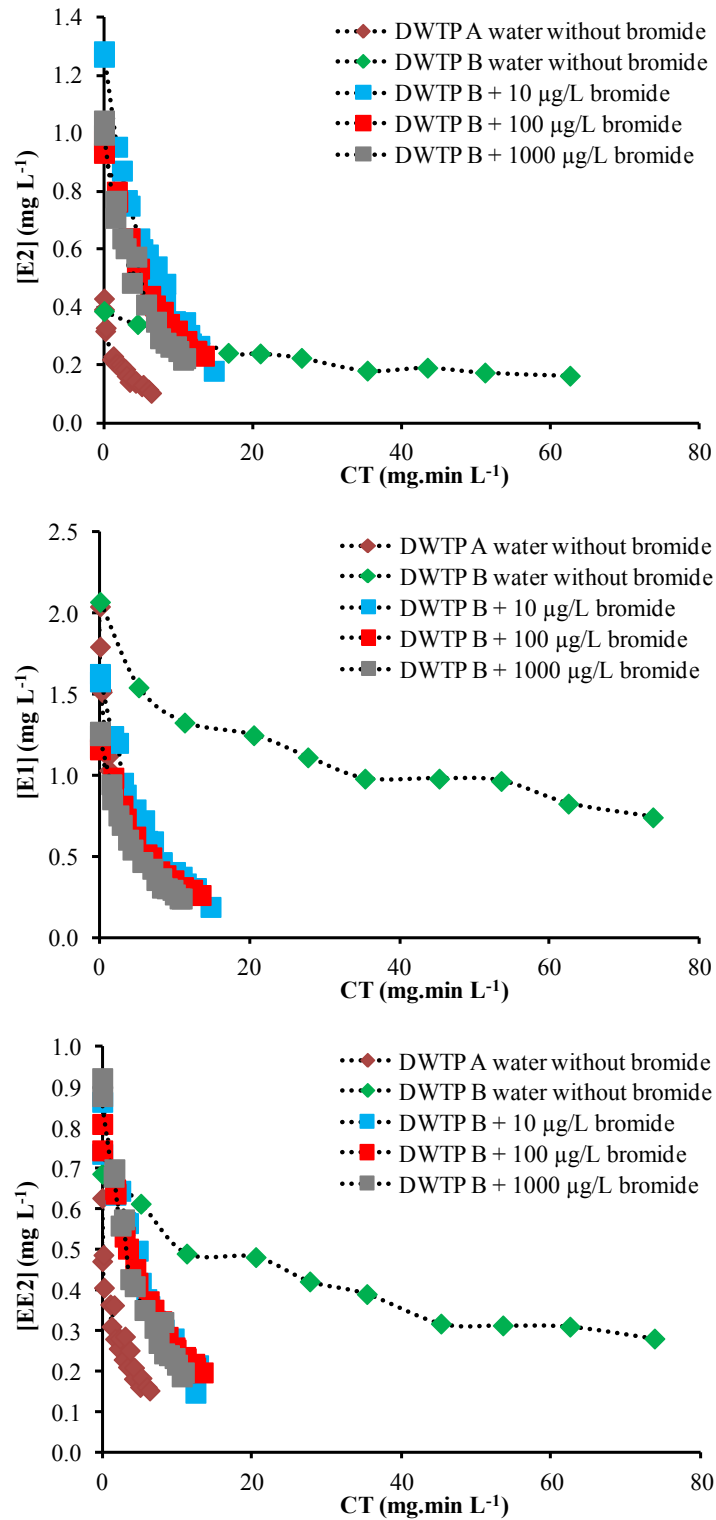 1.4
1.2
1.0
0.8
0.6
0.4
0.2
0.0
[E2] (mg L-1)
DWTP A water without bromide
DWTP B water without bromide
DWTP B + 10 µg/L bromide
DWTP B + 100 µg/L bromide
DWTP B + 1000 µg/L bromide
0 20 40 60 80
CT (mg.min L-1)
2.5
2.0
1.5
1.0
0.5
0.0
[E1] (mg L-1)
DWTP A water without bromide
DWTP B water without bromide
DWTP B + 10 µg/L bromide
DWTP B + 100 µg/L bromide
DWTP B + 1000 µg/L bromide
0 20 40 60 80
CT (mg.min L-1)
1.0
0.9
0.8
0.7
0.6
0.5
0.4
0.3
0.2
0.1
0.0
[EE2] (mg L-1)
DWTP A water without bromide
DWTP B water without bromide
DWTP B + 10 µg/L bromide
DWTP B + 100 µg/L bromide
DWTP B + 1000 µg/L bromide
0 20 40 60 80
CT (mg.min L-1)